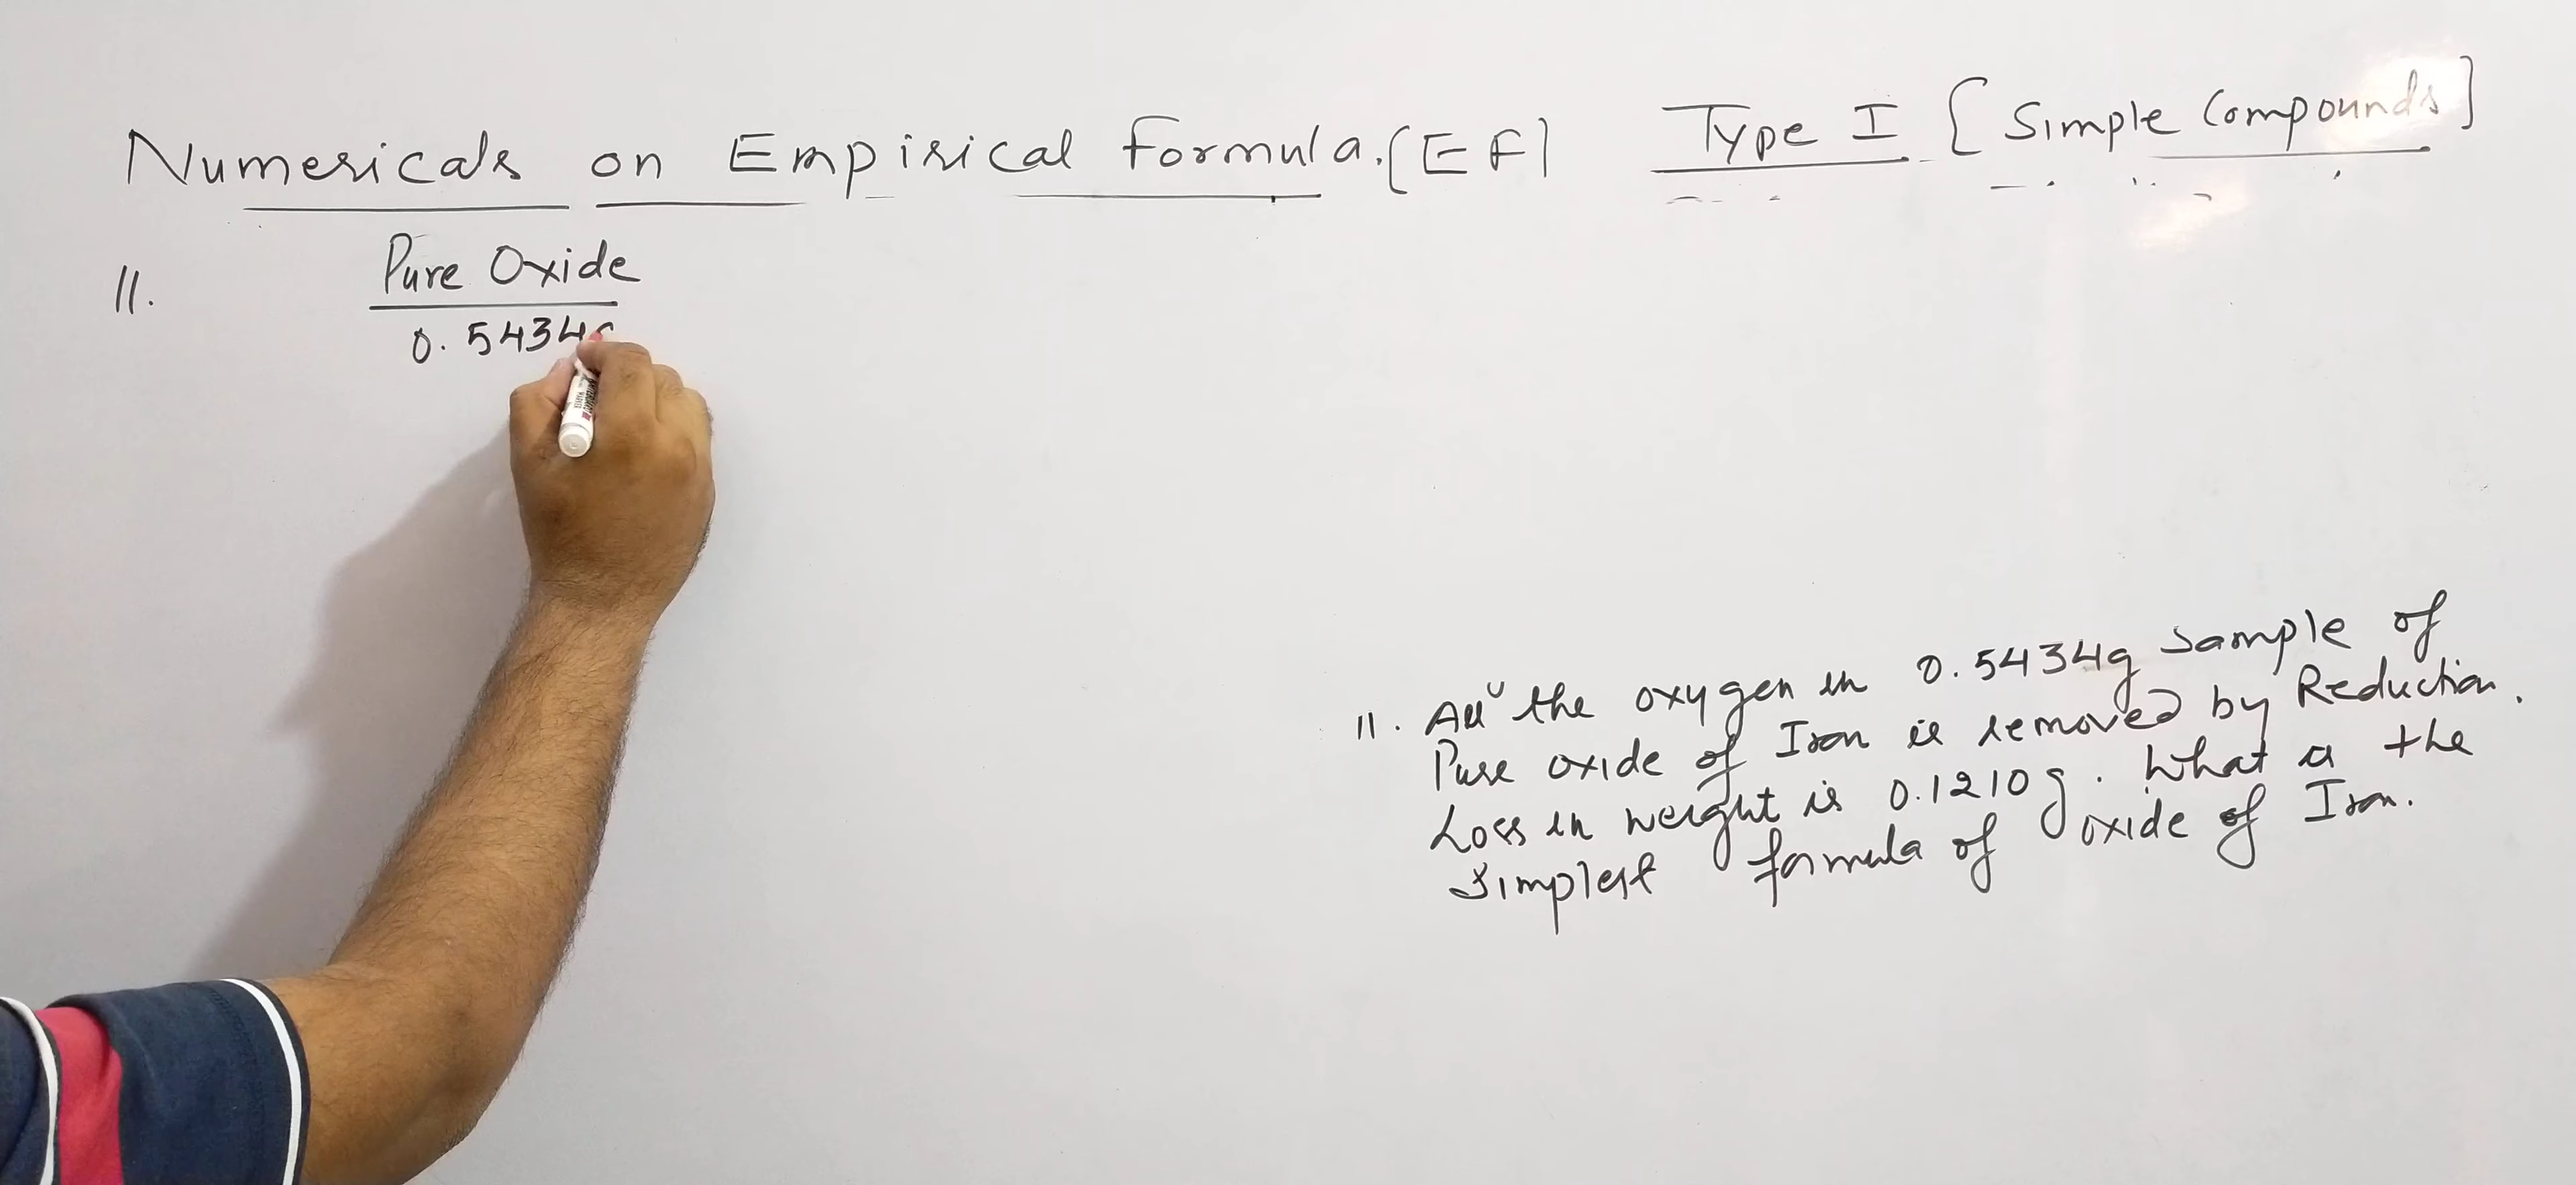 Numericals on Empirical Formula. [EF] Type I [Simple Compounds]
11. Pure Oxide
0.5434g
11. All the oxygen in 0.5434g sample of
Pure oxide of Iron is removed by Reduction.
Loss in weight is 0.1210g. What is the
Simplest formula of oxide of Iron.